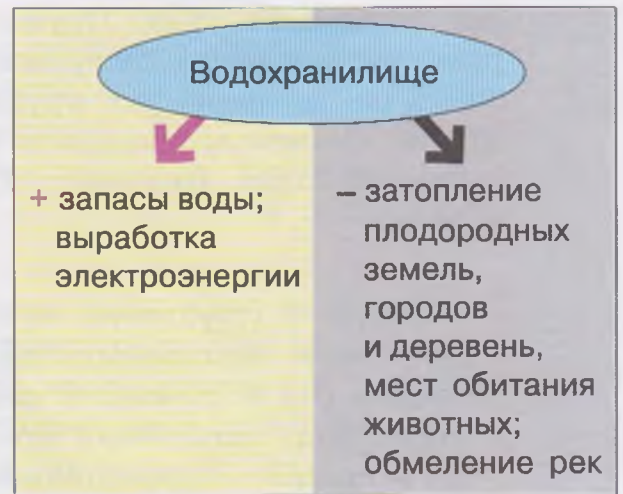 Водохранилище
+ запасы воды;
выработка
электроэнергии
– затопление
плодородных
земель,
городов
и деревень,
мест обитания
животных;
обмеление рек